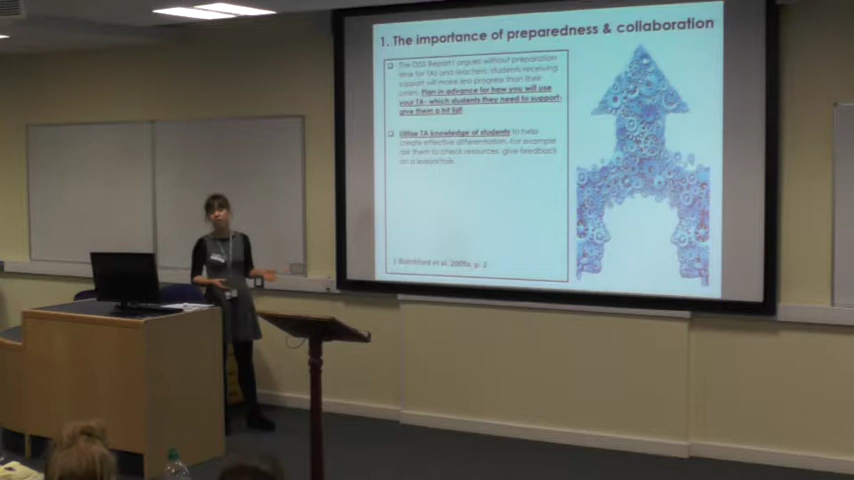 1. The importance of preparedness & collaboration
The DISS Report1 argues without preparation
time for TAs and teachers, students receiving
support will make less progress than their
peers. Plan in advance for how you will use
your TA- which students they need to support-
give them a hit list!
Utilise TA knowledge of students to help
create effective differentiation. For example
ask them to check resources, give feedback
on a lesson/task.
1 Blatchford et al. 2009a, p. 2